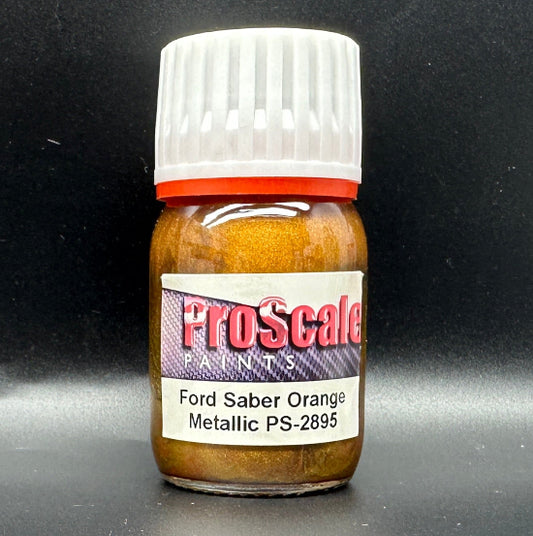 ProScale
PAINTS
Ford Saber Orange
Metallic PS-2895